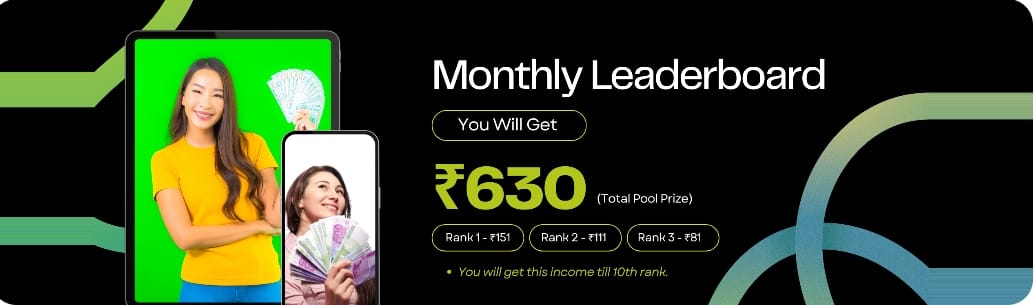 Monthly Leaderboard
You Will Get
₹630 (Total Pool Prize)
Rank 1 - ₹151 Rank 2 - ₹111 Rank 3 - ₹81
• You will get this income till 10th rank.